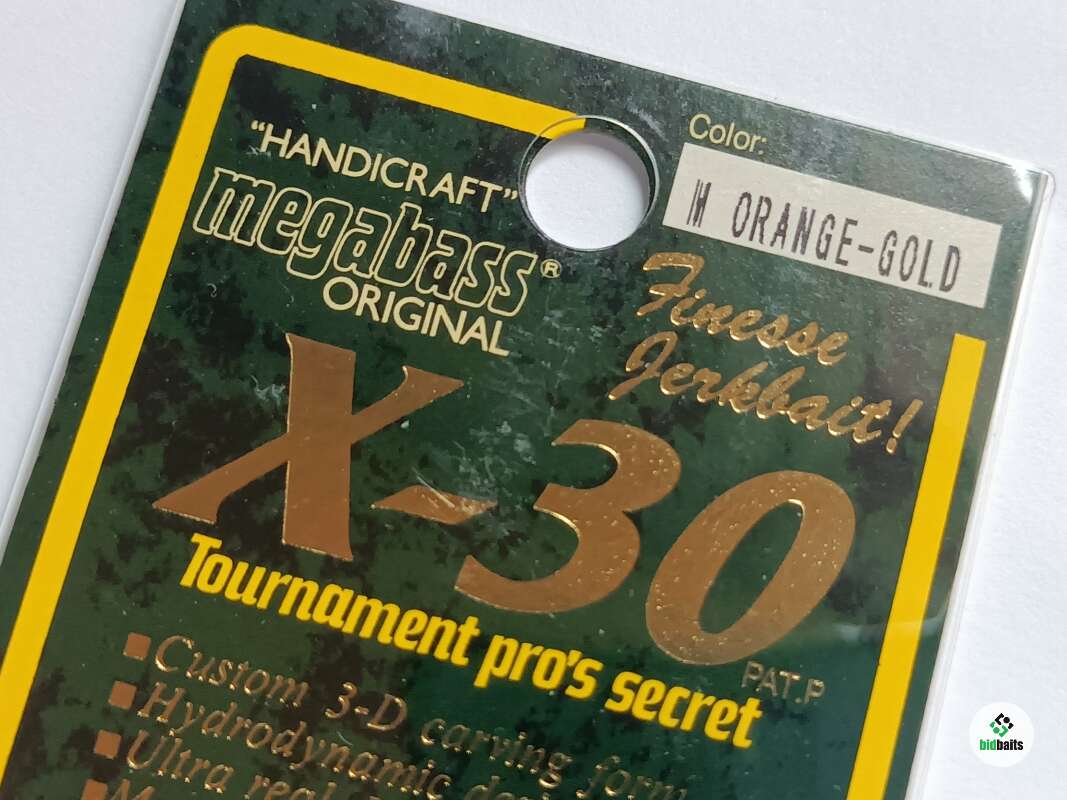 "HANDICRAFT"
megabass®
ORIGINAL
Color:
M ORANGE-GOLD
Finesse
Jerkbait!
X-30
PAT.P
Tournament pro's secret
■Custom 3-D carving form
■Hydrodynamic
■Ultra real
bidbaits